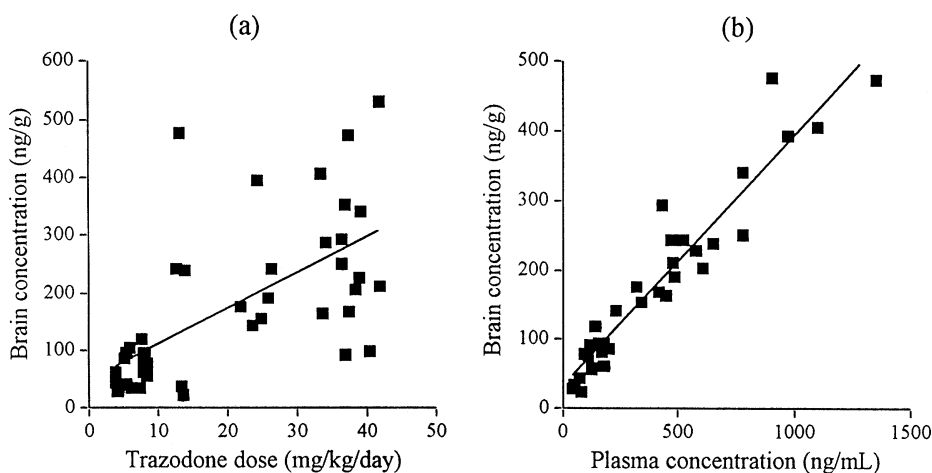 (a)
Brain concentration (ng/g)
600
500
400
300
200
100
0
0 10 20 30 40 50
Trazodone dose (mg/kg/day)
(b)
Brain concentration (ng/g)
500
400
300
200
100
0
0 500 1000 1500
Plasma concentration (ng/mL)